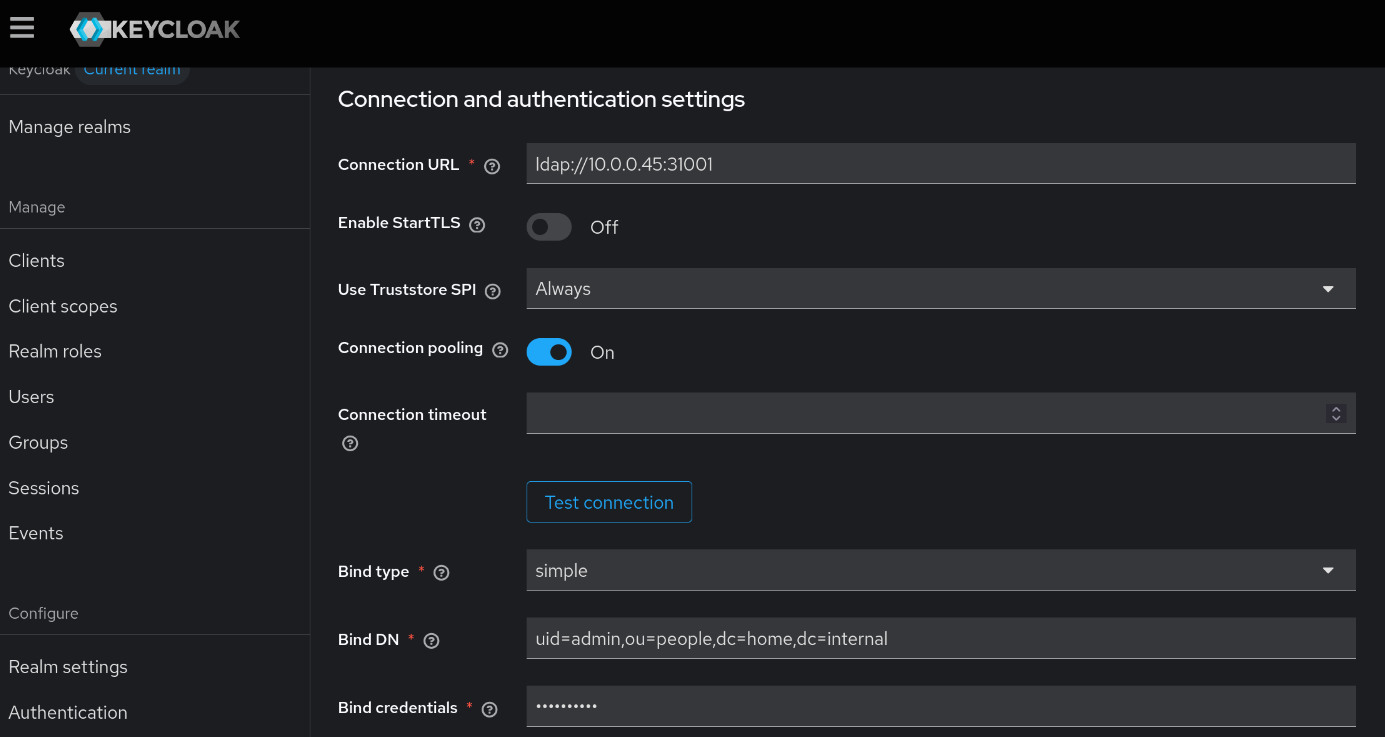 KEYCLOAK
Keycloak Current realm
Manage realms
Manage
Clients
Client scopes
Realm roles
Users
Groups
Sessions
Events
Configure
Realm settings
Authentication
Connection and authentication settings
Connection URL * ldap://10.0.0.45:31001
Enable StartTLS Off
Use Truststore SPI Always
Connection pooling On
Connection timeout
Test connection
Bind type * simple
Bind DN * uid=admin,ou=people,dc=home,dc=internal
Bind credentials * ••••••••••